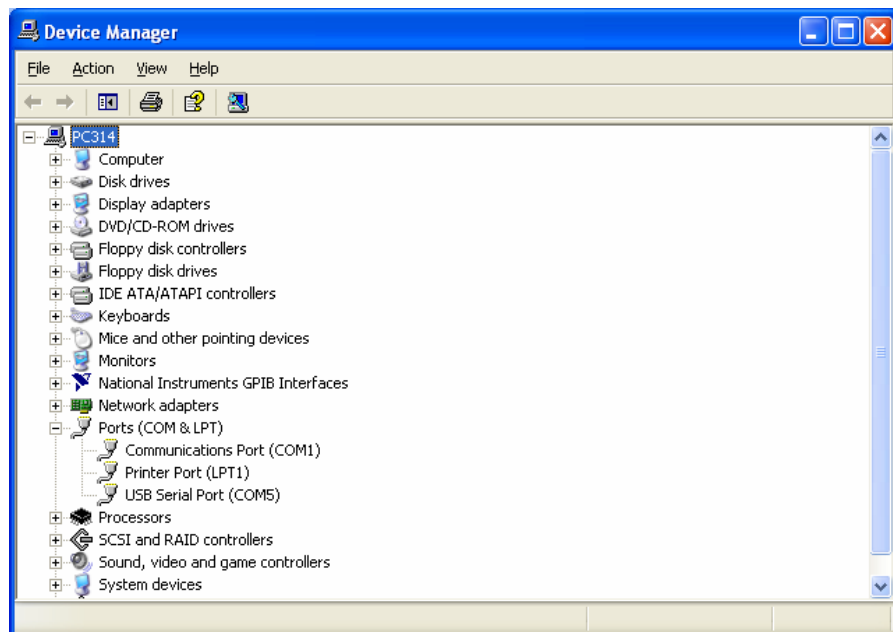 Device Manager
File Action View Help
PC314
Computer
Disk drives
Display adapters
DVD/CD-ROM drives
Floppy disk controllers
Floppy disk drives
IDE ATA/ATAPI controllers
Keyboards
Mice and other pointing devices
Monitors
National Instruments GPIB Interfaces
Network adapters
Ports (COM & LPT)
Communications Port (COM1)
Printer Port (LPT1)
USB Serial Port (COM5)
Processors
SCSI and RAID controllers
Sound, video and game controllers
System devices